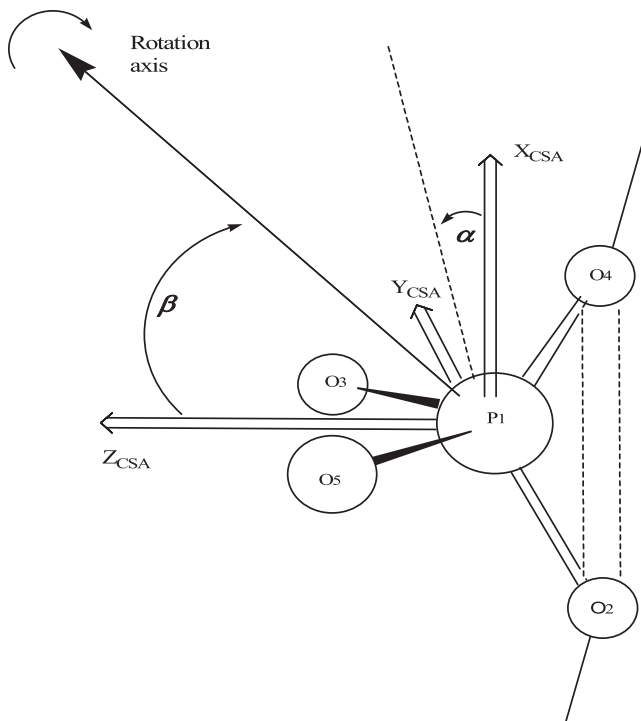 Rotation
axis
X_CSA
α
O4
Y_CSA
β
O3
P1
Z_CSA
O5
O2